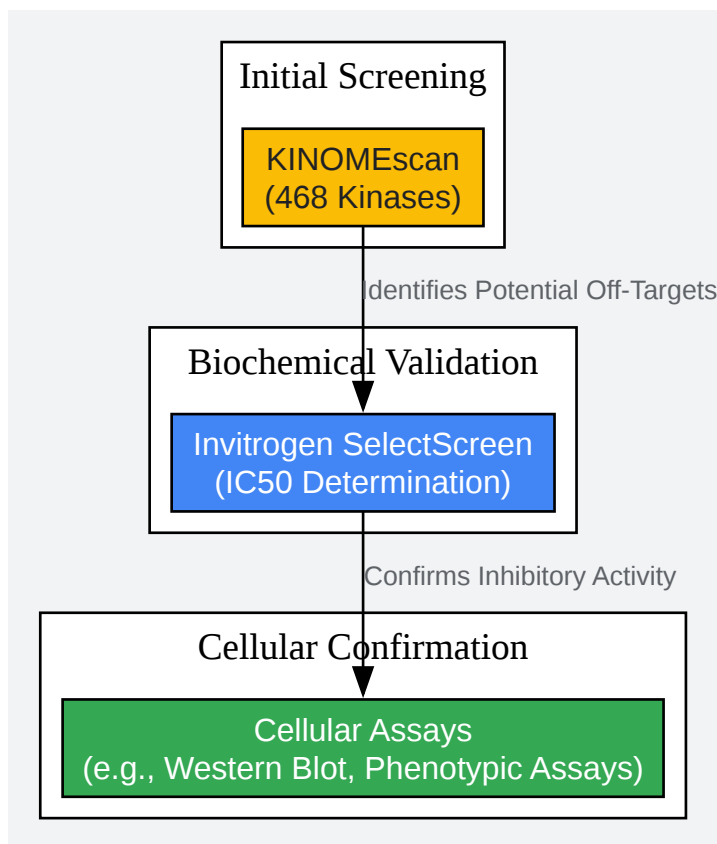 Initial Screening
KINOMEscan
(468 Kinases)
Identifies Potential Off-Targets
Biochemical Validation
Invitrogen SelectScreen
(IC50 Determination)
Confirms Inhibitory Activity
Cellular Confirmation
Cellular Assays
(e.g., Western Blot, Phenotypic Assays)